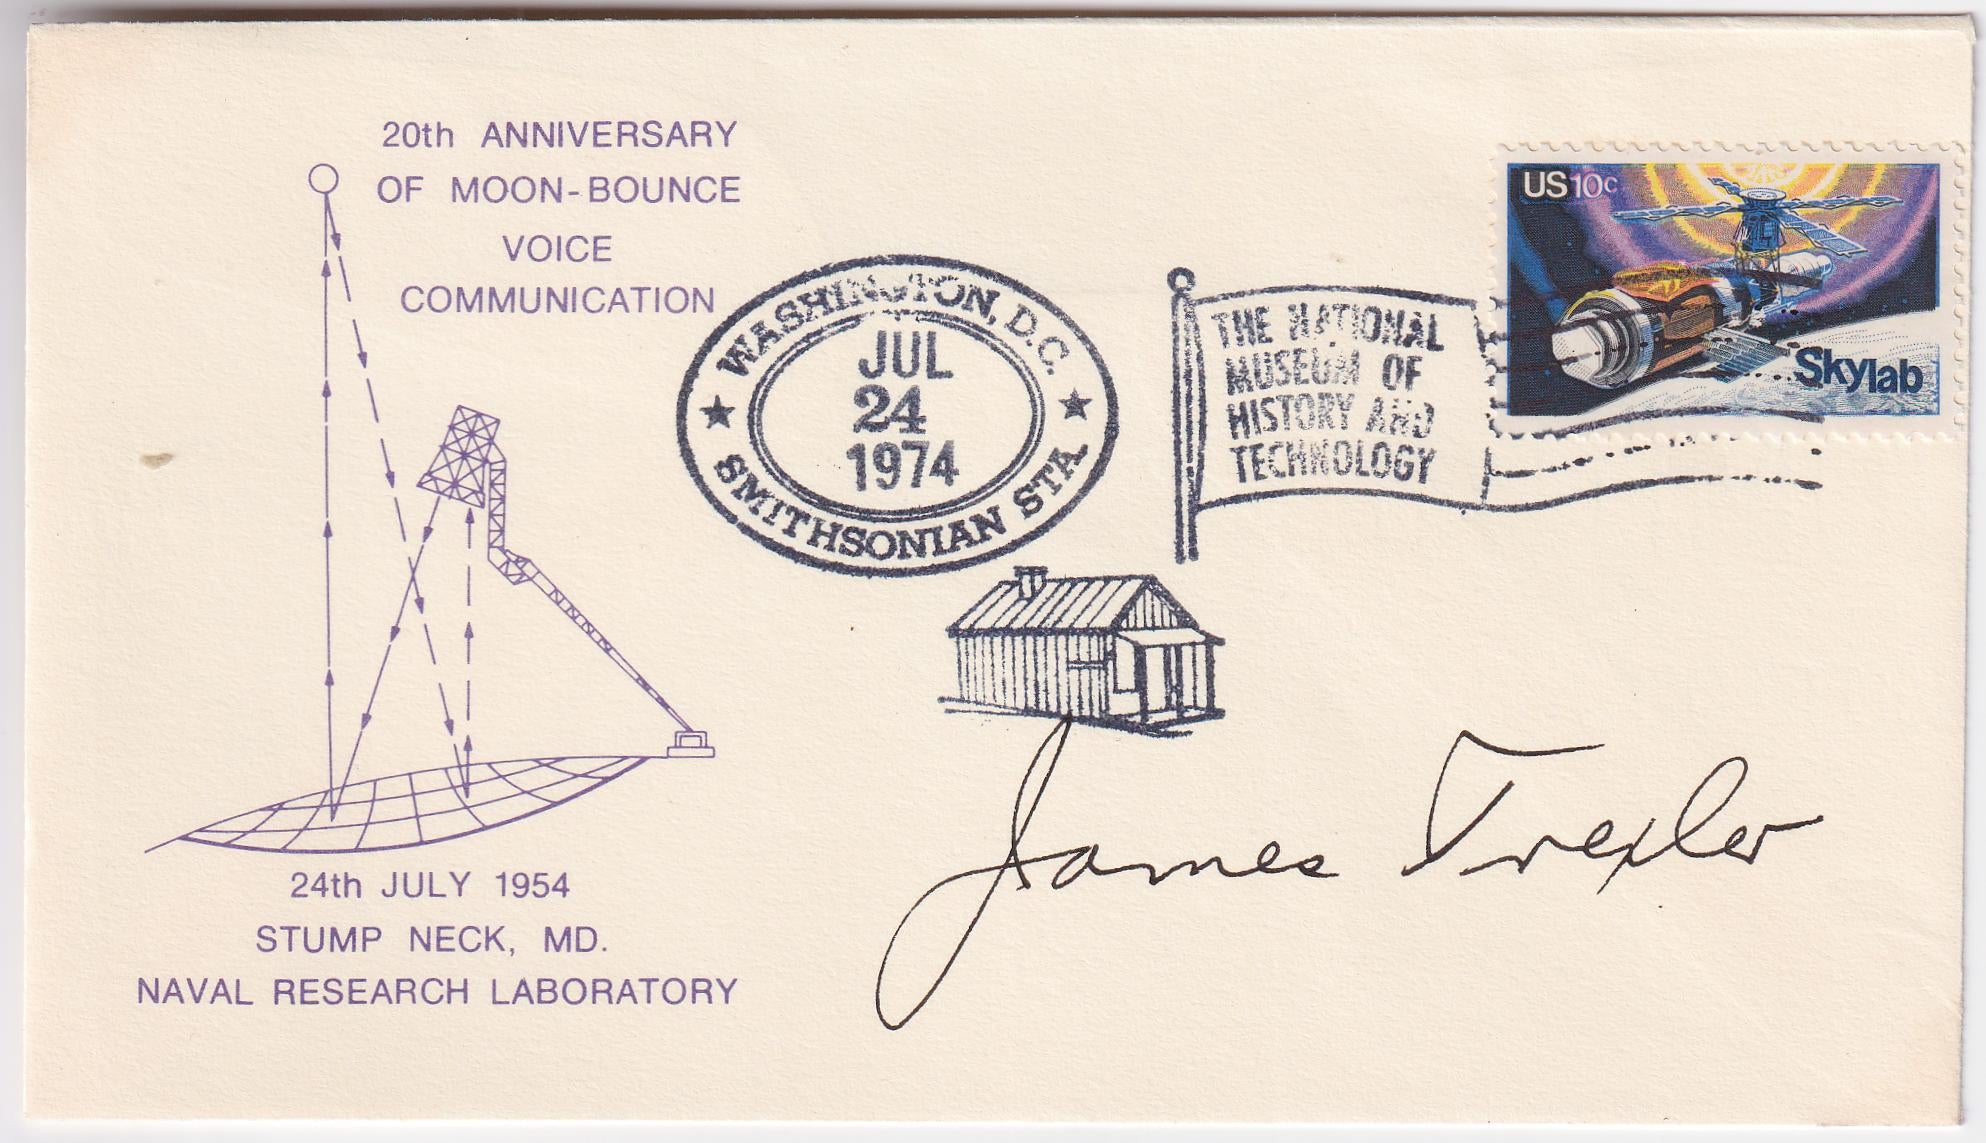 20th ANNIVERSARY
OF MOON-BOUNCE
VOICE
COMMUNICATION
US10c
Skylab
WASHINGTON, D.C.
JUL
24
1974
SMITHSONIAN STA.
THE NATIONAL
MUSEUM OF
HISTORY AND
TECHNOLOGY
James Trexler
24th JULY 1954
STUMP NECK, MD.
NAVAL RESEARCH LABORATORY